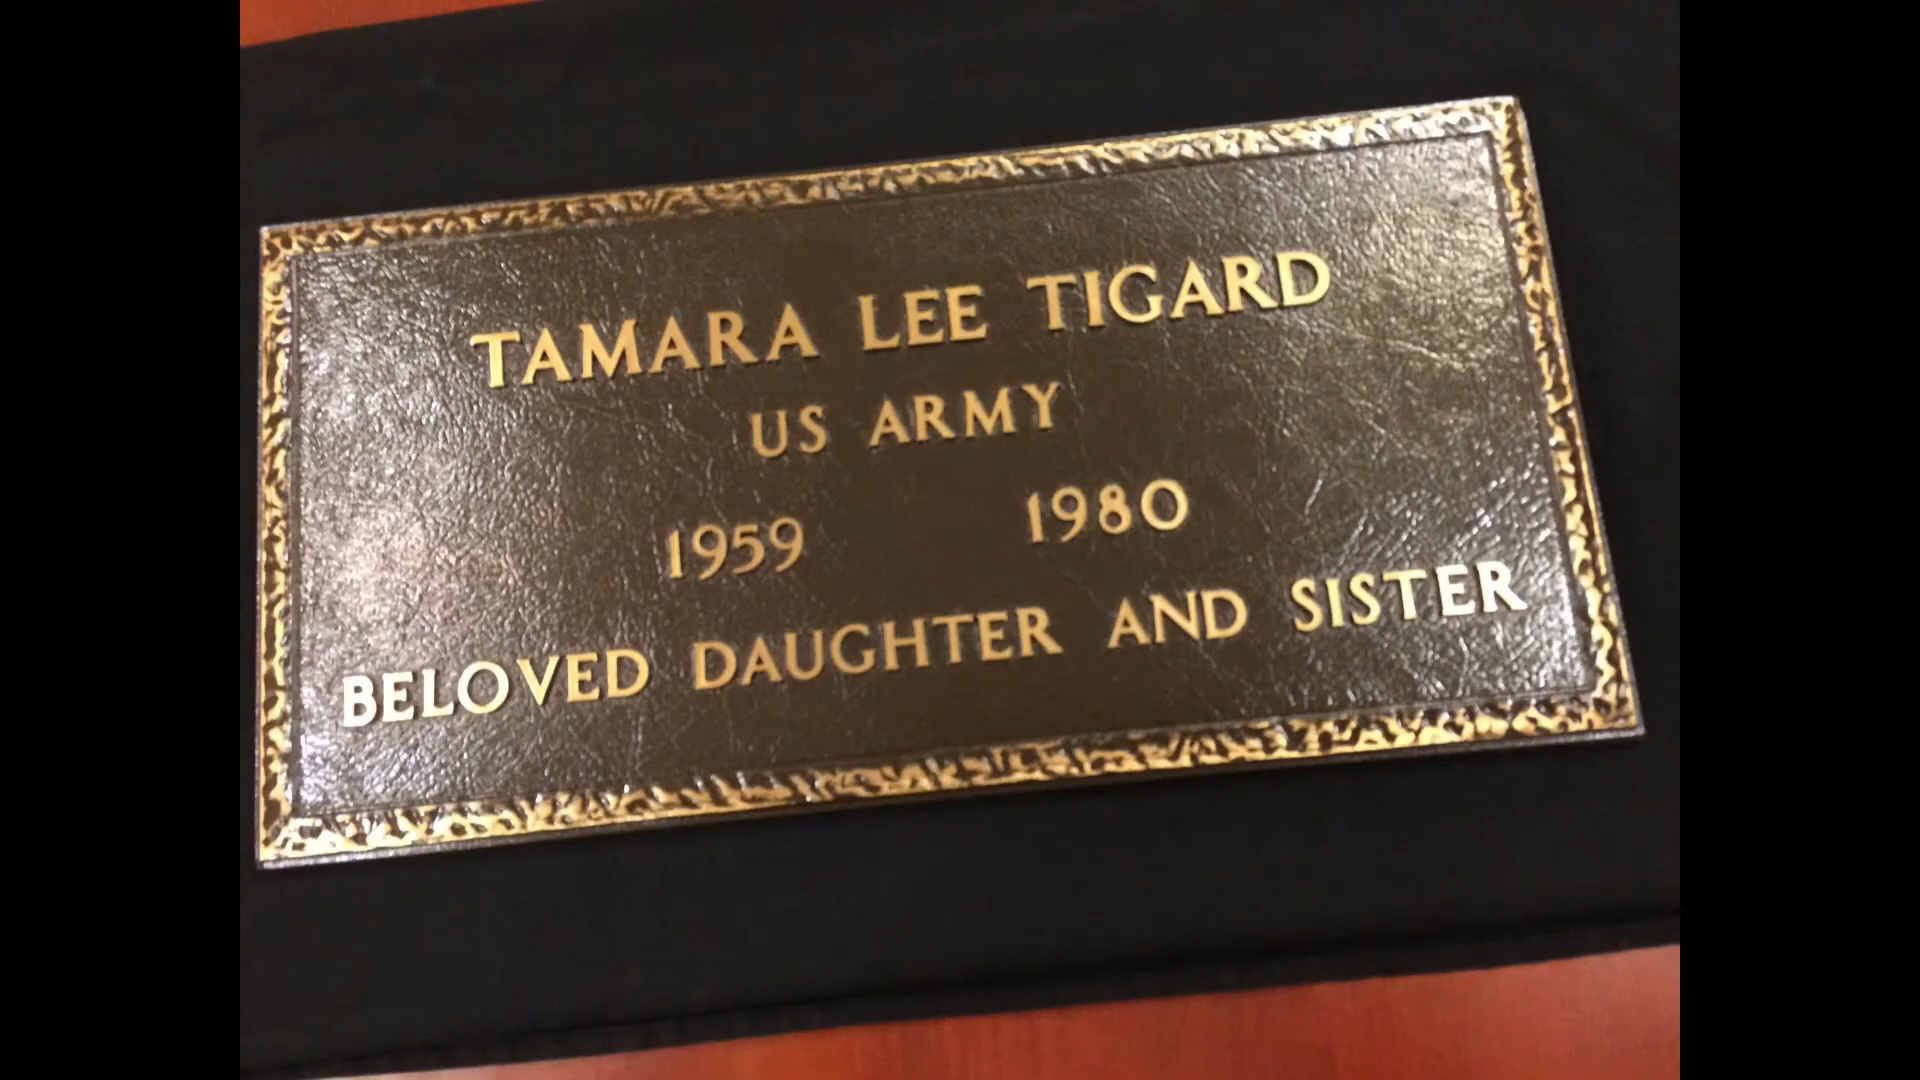 TAMARA LEE TIGARD
US ARMY
1959 1980
BELOVED DAUGHTER AND SISTER